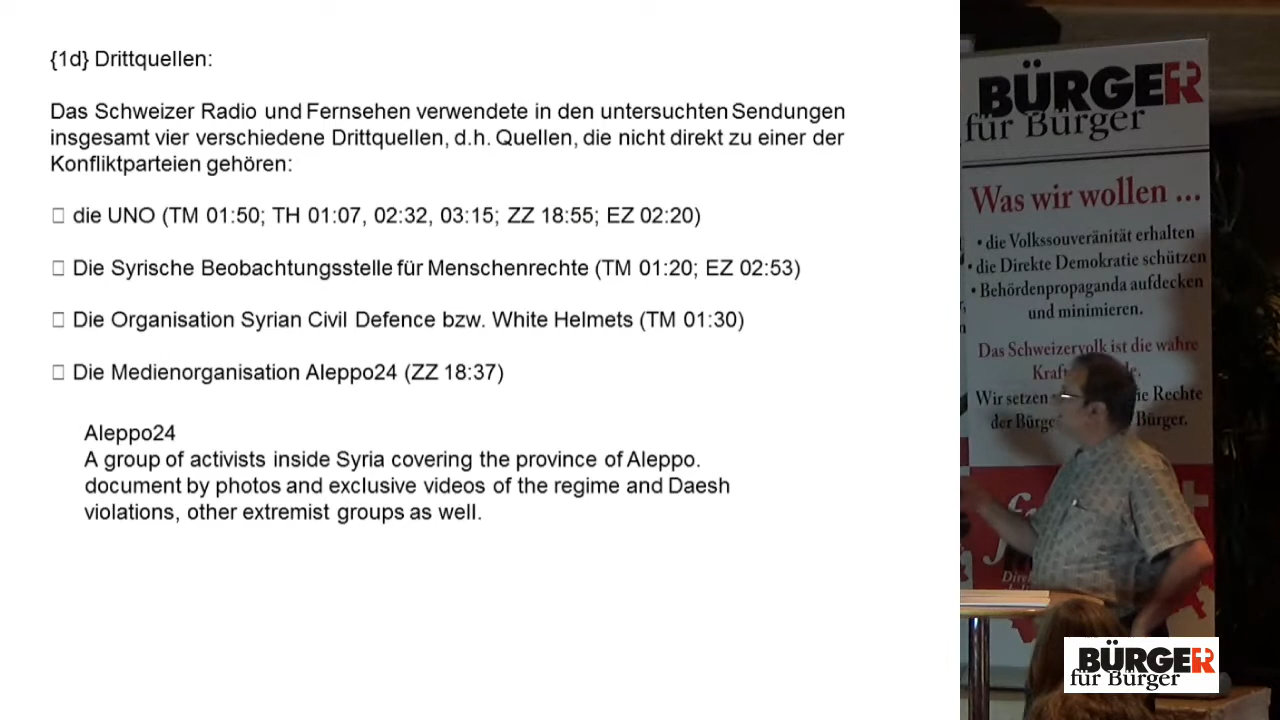 {1d} Drittquellen:
Das Schweizer Radio und Fernsehen verwendete in den untersuchten Sendungen
insgesamt vier verschiedene Drittquellen, d.h. Quellen, die nicht direkt zu einer der
Konfliktparteien gehören:
die UNO (TM 01:50; TH 01:07, 02:32, 03:15; ZZ 18:55; EZ 02:20)
Die Syrische Beobachtungsstelle für Menschenrechte (TM 01:20; EZ 02:53)
Die Organisation Syrian Civil Defence bzw. White Helmets (TM 01:30)
Die Medienorganisation Aleppo24 (ZZ 18:37)
Aleppo24
A group of activists inside Syria covering the province of Aleppo.
document by photos and exclusive videos of the regime and Daesh
violations, other extremist groups as well.
BÜRGER
für Bürger
Was wir wollen ...
• die Volkssouveränität erhalten
• die Direkte Demokratie schützen
• Behördenpropaganda aufdecken
und minimieren.
Das Schweizervolk ist die wahre
Wir setzen Rechte
der Bürger.
BÜRGER
für Bürger